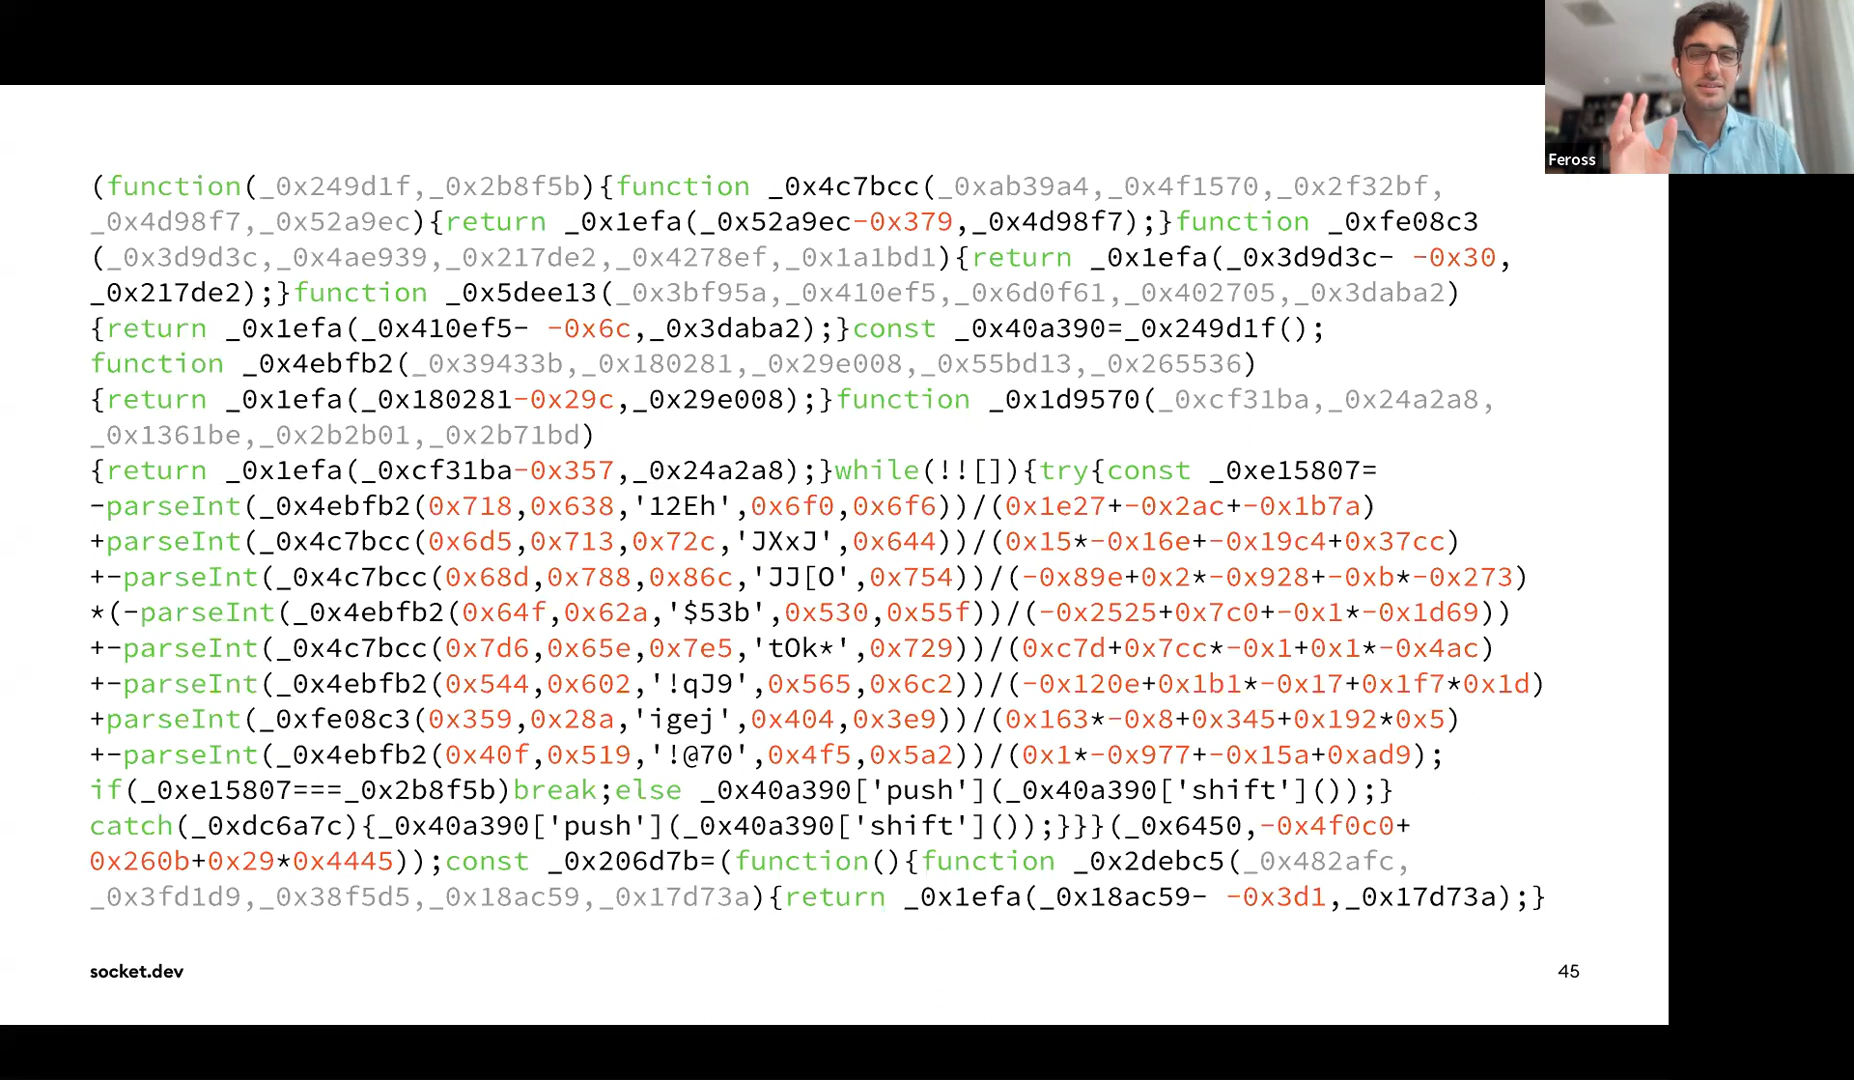 Feross
(function(_0x249d1f,_0x2b8f5b){function _0x4c7bcc(_0xab39a4,_0x4f1570,_0x2f32bf,
_0x4d98f7,_0x52a9ec){return _0x1efa(_0x52a9ec-0x379,_0x4d98f7);}function _0xfe08c3
(_0x3d9d3c,_0x4ae939,_0x217de2,_0x4278ef,_0x1a1bd1){return _0x1efa(_0x3d9d3c- -0x30,
_0x217de2);}function _0x5dee13(_0x3bf95a,_0x410ef5,_0x6d0f61,_0x402705,_0x3daba2)
{return _0x1efa(_0x410ef5- -0x6c,_0x3daba2);}const _0x40a390=_0x249d1f();
function _0x4ebfb2(_0x39433b,_0x180281,_0x29e008,_0x55bd13,_0x265536)
{return _0x1efa(_0x180281-0x29c,_0x29e008);}function _0x1d9570(_0xcf31ba,_0x24a2a8,
_0x1361be,_0x2b2b01,_0x2b71bd)
{return _0x1efa(_0xcf31ba-0x357,_0x24a2a8);}while(!![]){try{const _0xe15807=
-parseInt(_0x4ebfb2(0x718,0x638,'12Eh',0x6f0,0x6f6))/(0x1e27+-0x2ac+-0x1b7a)
+parseInt(_0x4c7bcc(0x6d5,0x713,0x72c,'JXxJ',0x644))/(0x15*-0x16e+-0x19c4+0x37cc)
+-parseInt(_0x4c7bcc(0x68d,0x788,0x86c,'JJ[O',0x754))/(-0x89e+0x2*-0x928+-0xb*-0x273)
*(-parseInt(_0x4ebfb2(0x64f,0x62a,'$53b',0x530,0x55f))/(-0x2525+0x7c0+-0x1*-0x1d69))
+-parseInt(_0x4c7bcc(0x7d6,0x65e,0x7e5,'tOk*',0x729))/(0xc7d+0x7cc*-0x1+0x1*-0x4ac)
+-parseInt(_0x4ebfb2(0x544,0x602,'!qJ9',0x565,0x6c2))/(-0x120e+0x1b1*-0x17+0x1f7*0x1d)
+parseInt(_0xfe08c3(0x359,0x28a,'igej',0x404,0x3e9))/(0x163*-0x8+0x345+0x192*0x5)
+-parseInt(_0x4ebfb2(0x40f,0x519,'!@70',0x4f5,0x5a2))/(0x1*-0x977+-0x15a+0xad9);
if(_0xe15807===_0x2b8f5b)break;else _0x40a390['push'](_0x40a390['shift']());}
catch(_0xdc6a7c){_0x40a390['push'](_0x40a390['shift']());}}}(_0x6450,-0x4f0c0+
0x260b+0x29*0x4445));const _0x206d7b=(function(){function _0x2debc5(_0x482afc,
_0x3fd1d9,_0x38f5d5,_0x18ac59,_0x17d73a){return _0x1efa(_0x18ac59- -0x3d1,_0x17d73a);}
socket.dev
45